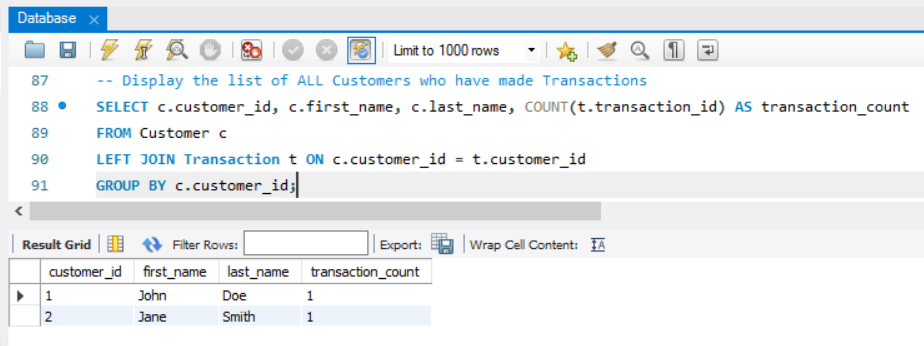 Database
Limit to 1000 rows
87 -- Display the list of ALL Customers who have made Transactions
88 SELECT c.customer_id, c.first_name, c.last_name, COUNT(t.transaction_id) AS transaction_count
89 FROM Customer c
90 LEFT JOIN Transaction t ON c.customer_id = t.customer_id
91 GROUP BY c.customer_id;
Result Grid Filter Rows: Export: Wrap Cell Content: IA
customer_id first_name last_name transaction_count
1 John Doe 1
2 Jane Smith 1